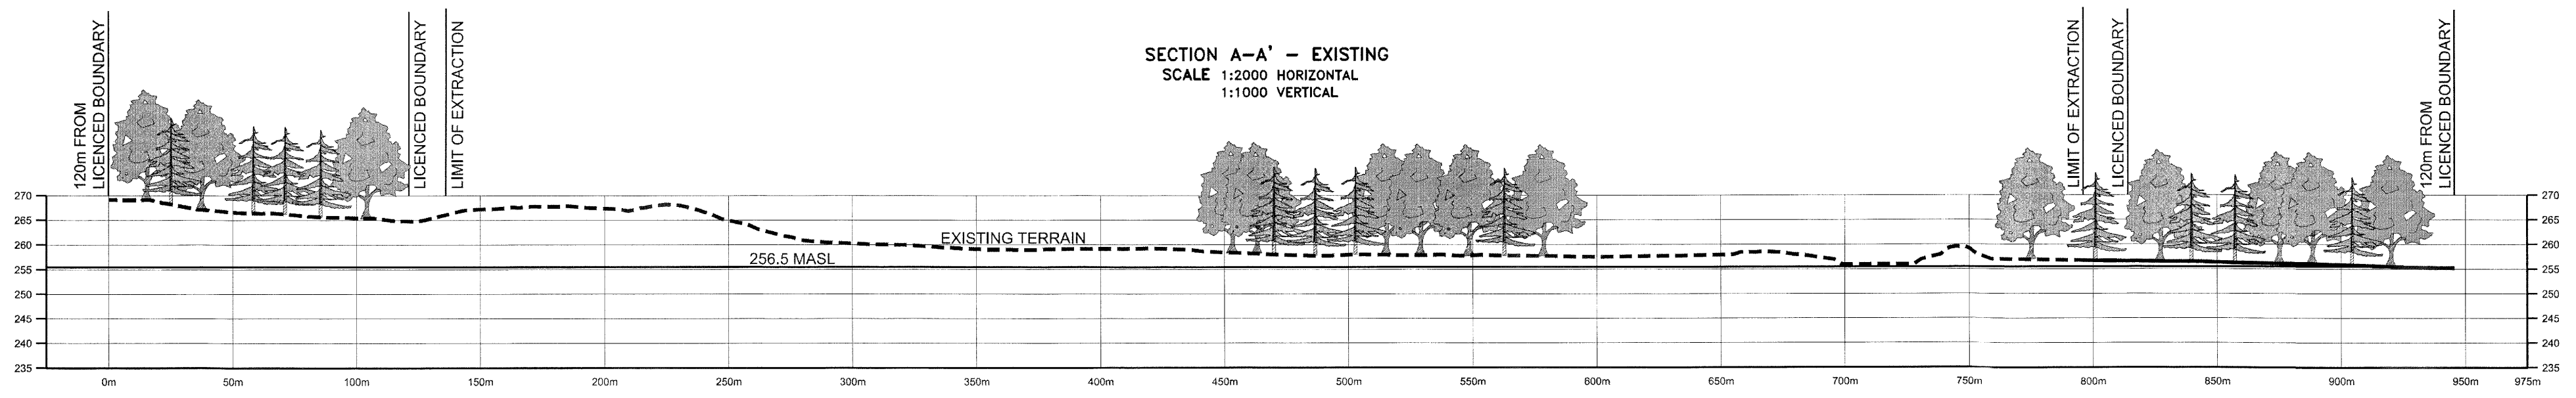 SECTION A-A' - EXISTING
SCALE 1:2000 HORIZONTAL
1:1000 VERTICAL
120m FROM
LICENCED BOUNDARY
LICENCED BOUNDARY
LIMIT OF EXTRACTION
LIMIT OF EXTRACTION
LICENCED BOUNDARY
120m FROM
LICENCED BOUNDARY
270
265
260
255
250
245
240
235
EXISTING TERRAIN
256.5 MASL
270
265
260
255
250
245
240
235
0m
50m
100m
150m
200m
250m
300m
350m
400m
450m
500m
550m
600m
650m
700m
750m
800m
850m
900m
950m
975m